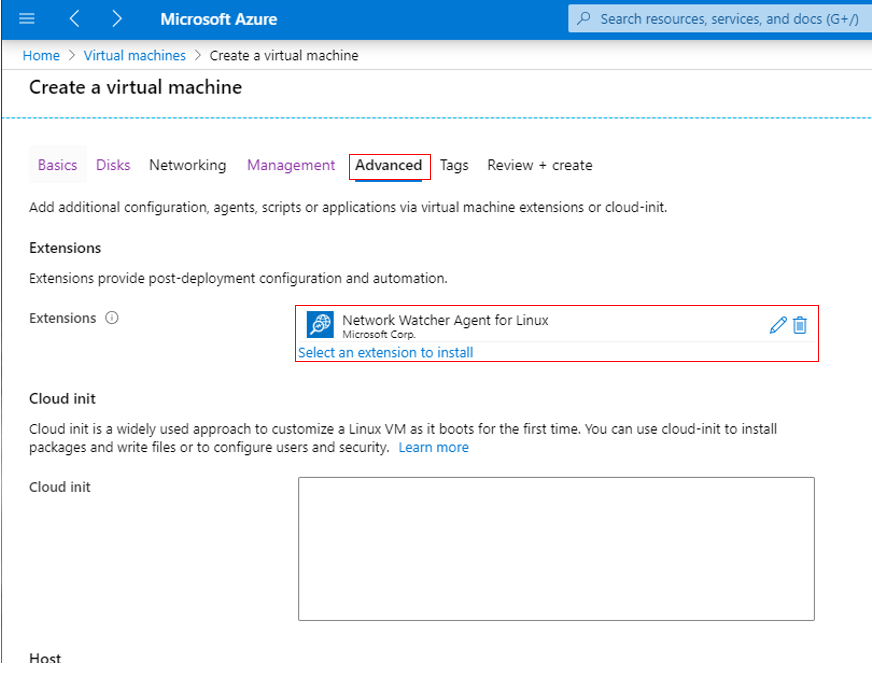 Microsoft Azure
Search resources, services, and docs (G+/)
Home > Virtual machines > Create a virtual machine
Create a virtual machine
Basics Disks Networking Management Advanced Tags Review + create
Add additional configuration, agents, scripts or applications via virtual machine extensions or cloud-init.
Extensions
Extensions provide post-deployment configuration and automation.
Extensions
Network Watcher Agent for Linux
Microsoft Corp.
Select an extension to install
Cloud init
Cloud init is a widely used approach to customize a Linux VM as it boots for the first time. You can use cloud-init to install
packages and write files or to configure users and security. Learn more
Cloud init
Host